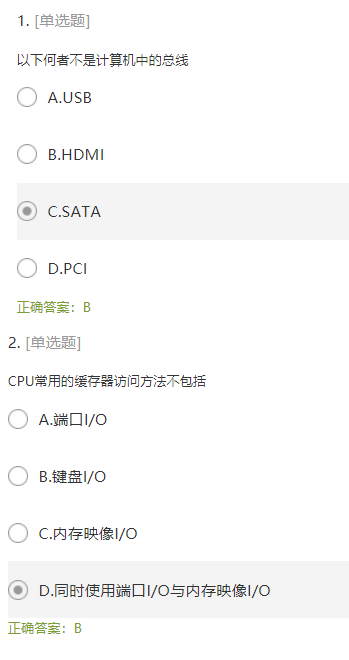 1. [单选题]
以下何者不是计算机中的总线
A.USB
B.HDMI
C.SATA
D.PCI
正确答案：B
2. [单选题]
CPU常用的缓存器访问方法不包括
A.端口I/O
B.键盘I/O
C.内存映像I/O
D.同时使用端口I/O与内存映像I/O
正确答案：B